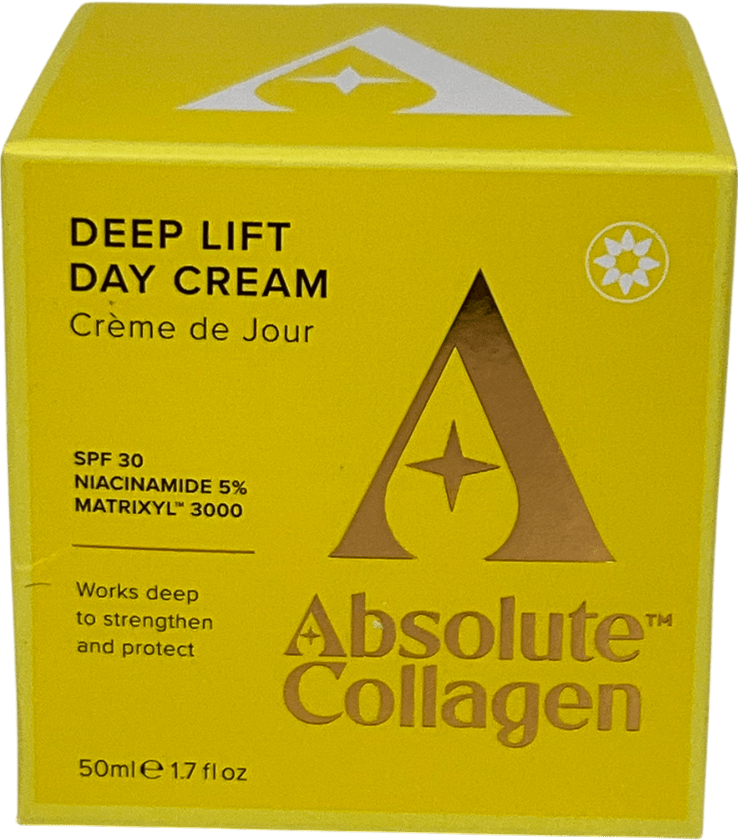 DEEP LIFT
DAY CREAM
Crème de Jour
SPF 30
NIACINAMIDE 5%
MATRIXYL™ 3000
Works deep
to strengthen
and protect
Absolute™
Collagen
50ml ℮ 1.7 fl oz